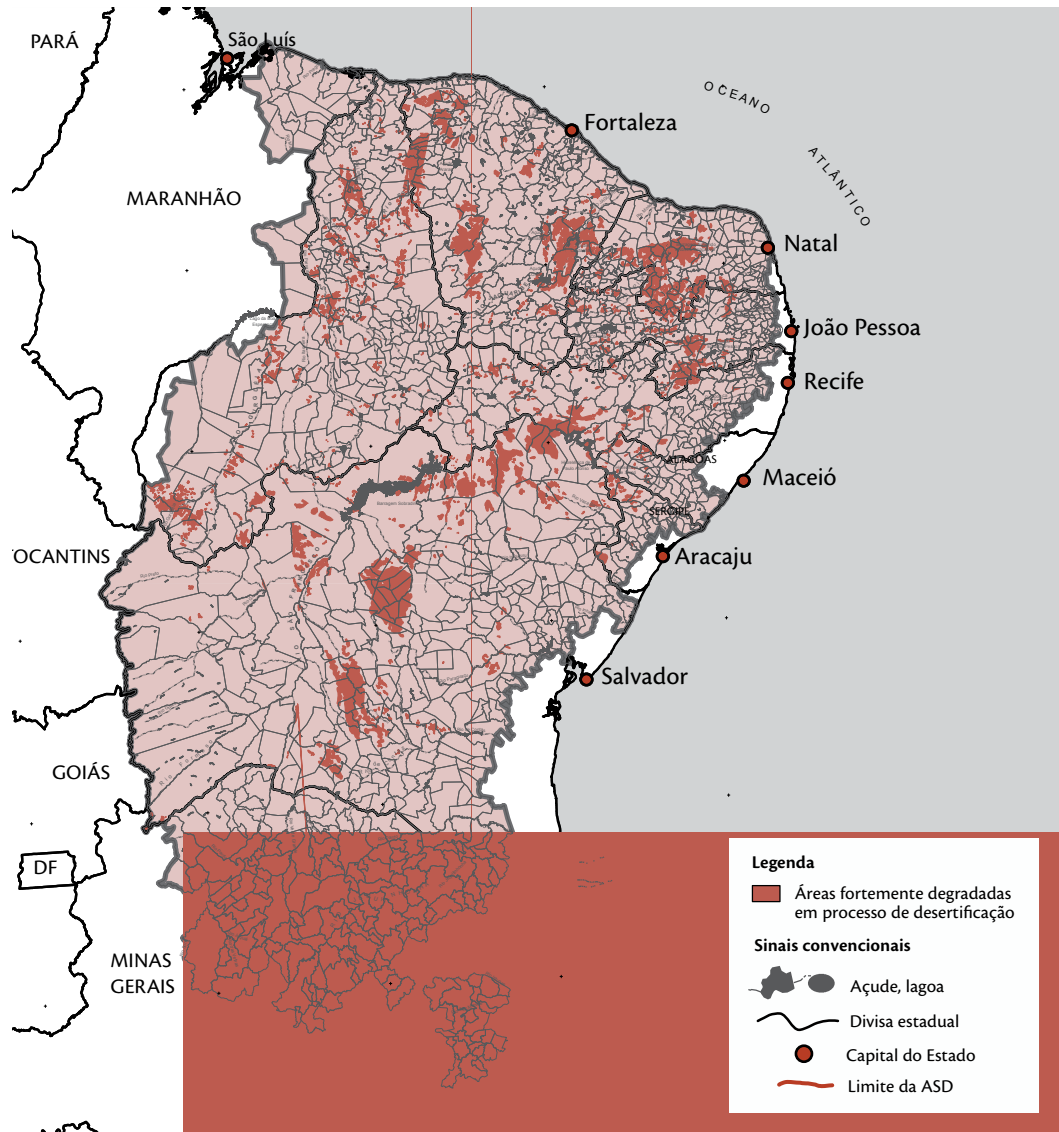 PARÁ
São Luís
OCEANO
ATLÂNTICO
Fortaleza
MARANHÃO
Natal
João Pessoa
Recife
ALAGOAS
Maceió
SERGIPE
OCANTINS
Aracaju
Salvador
GOIÁS
DF
MINAS
GERAIS
Legenda
Áreas fortemente degradadas
em processo de desertificação
Sinais convencionais
Açude, lagoa
Divisa estadual
Capital do Estado
Limite da ASD